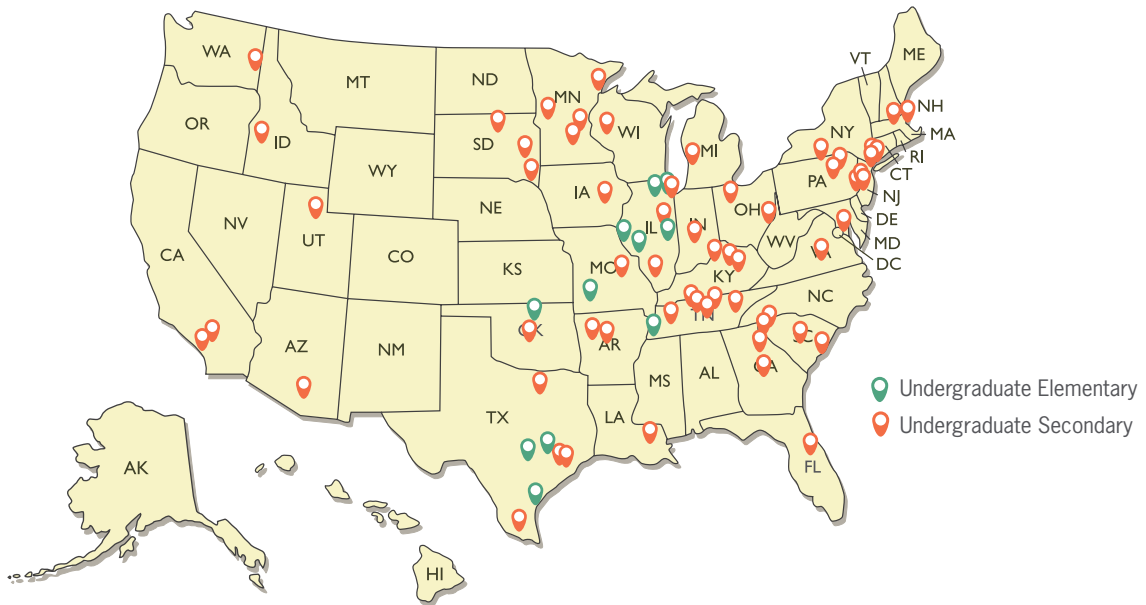 WA
MT
ND
MN
VT
ME
OR
ID
SD
WI
MI
NY
NH
MA
RI
CT
WY
IA
PA
NJ
NE
OH
DE
NV
UT
CO
IL
IN
WV
MD
DC
CA
KS
MO
KY
VA
AZ
NM
OK
AR
TN
NC
SC
MS
AL
GA
TX
LA
FL
Undergraduate Elementary
Undergraduate Secondary
AK
HI